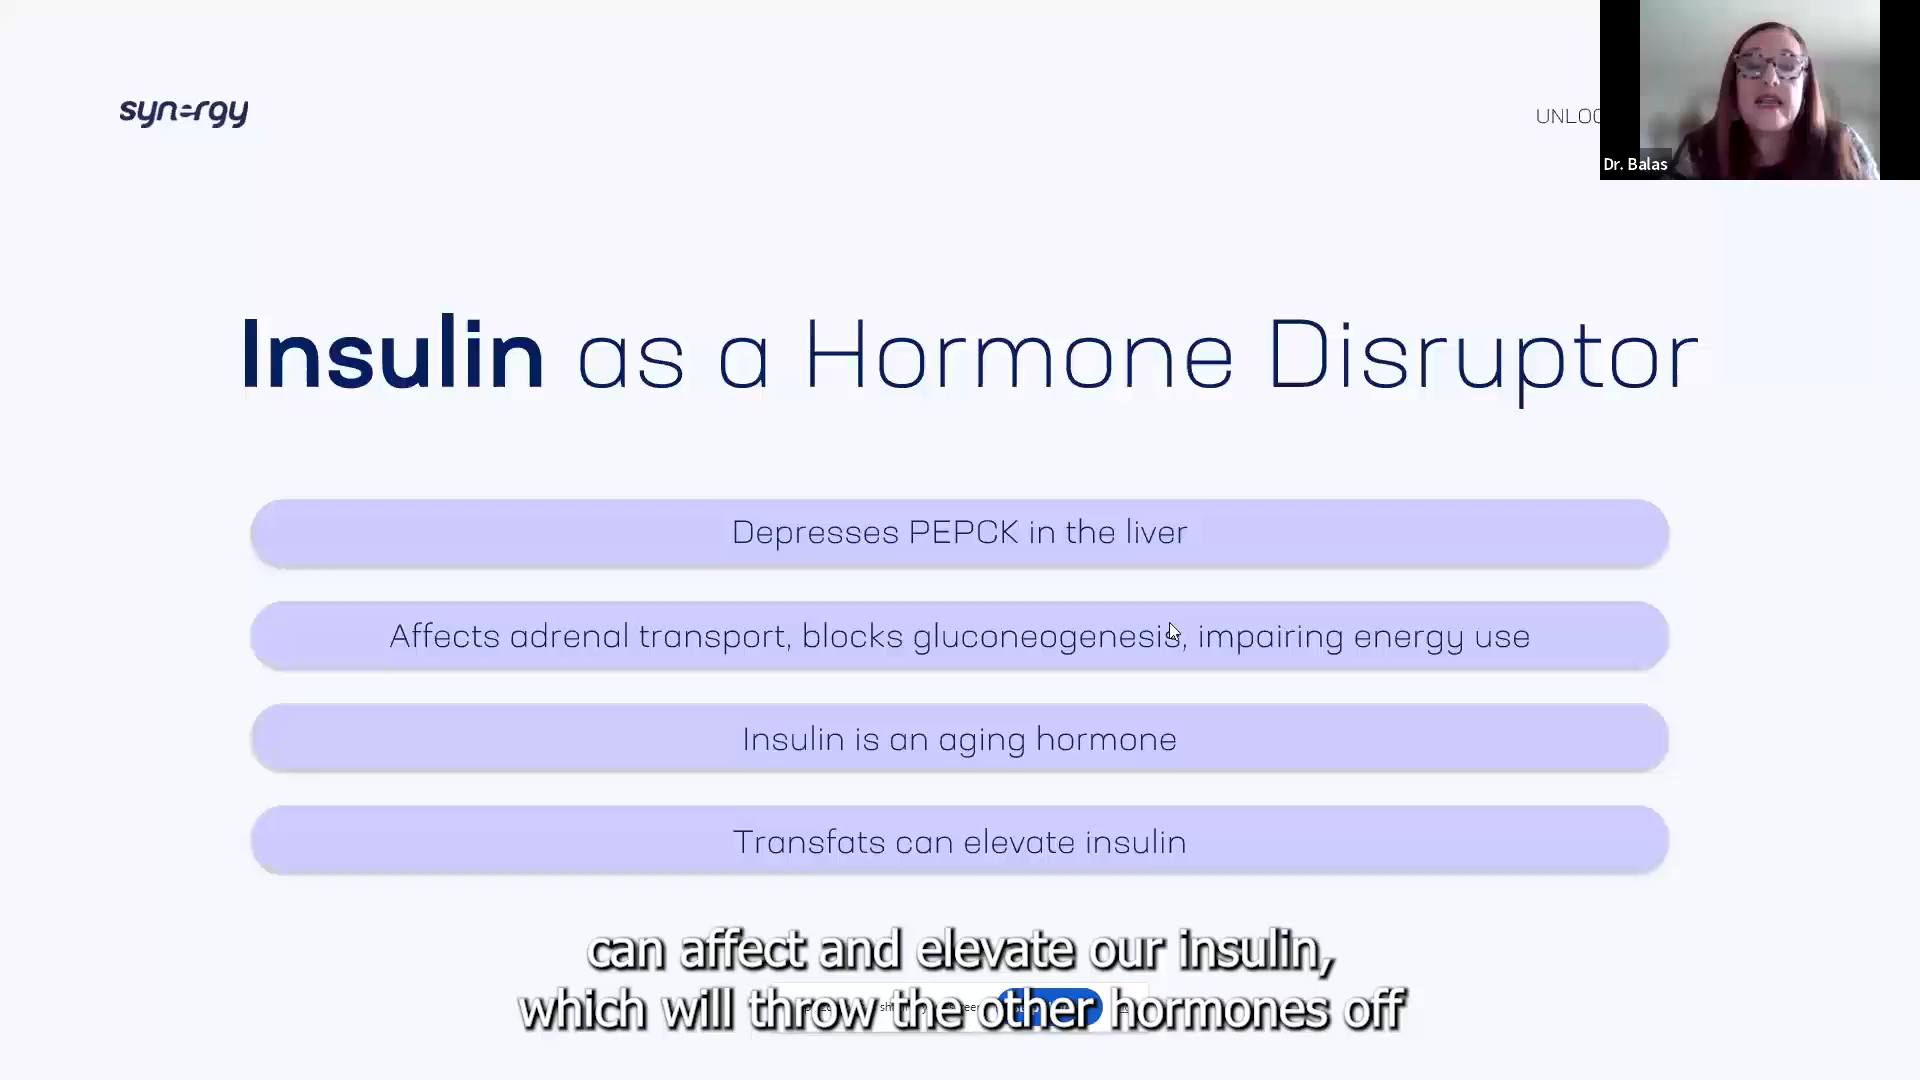 synergy
UNLOC
Dr. Balas
Insulin as a Hormone Disruptor
Depresses PEPCK in the liver
Affects adrenal transport, blocks gluconeogenesis, impairing energy use
Insulin is an aging hormone
Transfats can elevate insulin
can affect and elevate our insulin,
which will throw the other hormones off